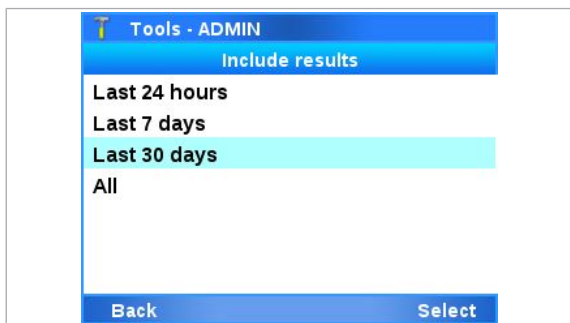 Tools - ADMIN
Include results
Last 24 hours
Last 7 days
Last 30 days
All
Back Select